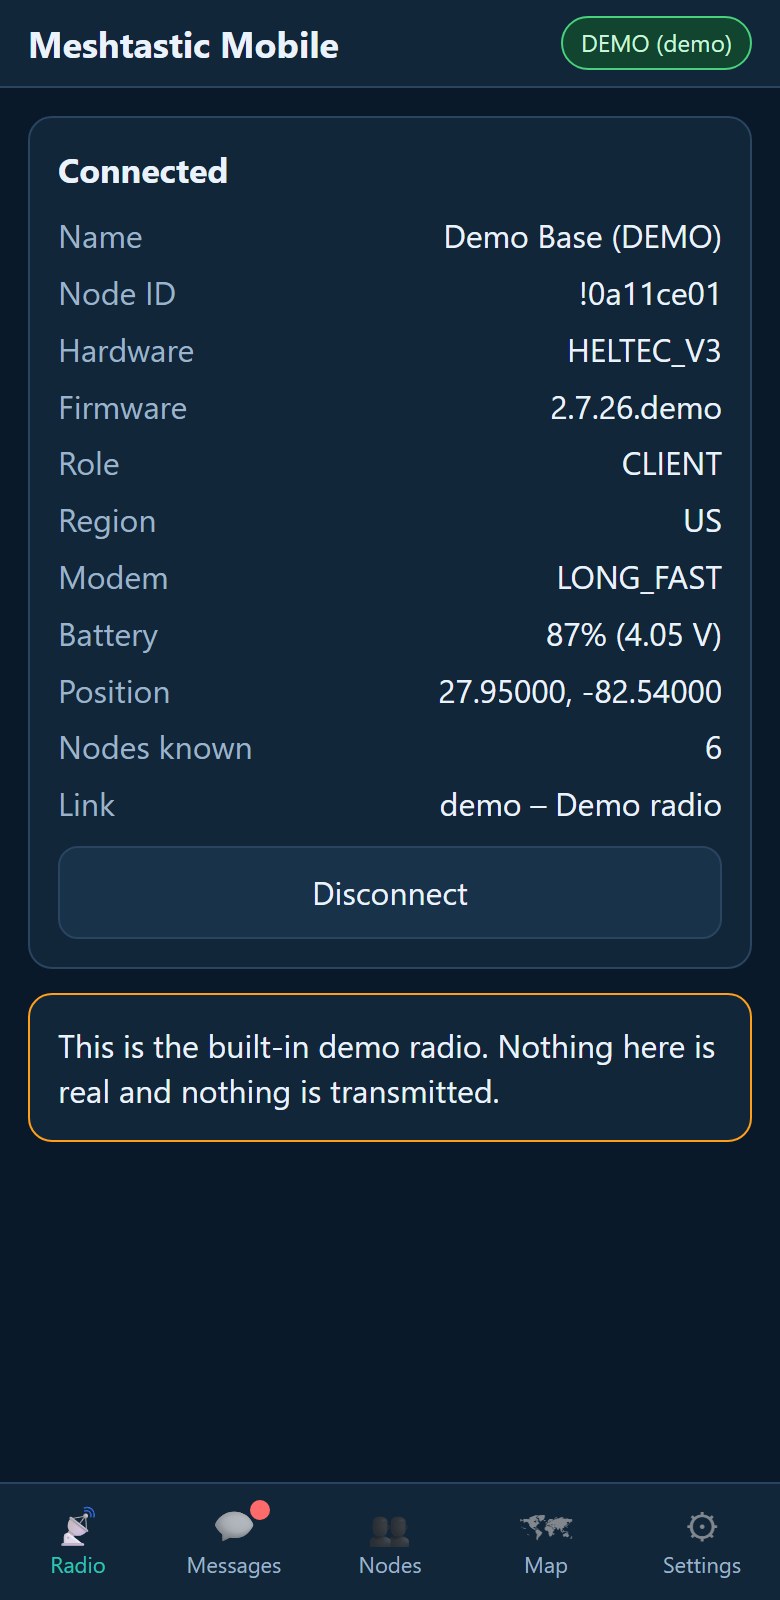 Meshtastic Mobile
DEMO (demo)
Connected
Name Demo Base (DEMO)
Node ID !0a11ce01
Hardware HELTEC_V3
Firmware 2.7.26.demo
Role CLIENT
Region US
Modem LONG_FAST
Battery 87% (4.05 V)
Position 27.95000, -82.54000
Nodes known 6
Link demo – Demo radio
Disconnect
This is the built-in demo radio. Nothing here is
real and nothing is transmitted.
Radio Messages Nodes Map Settings